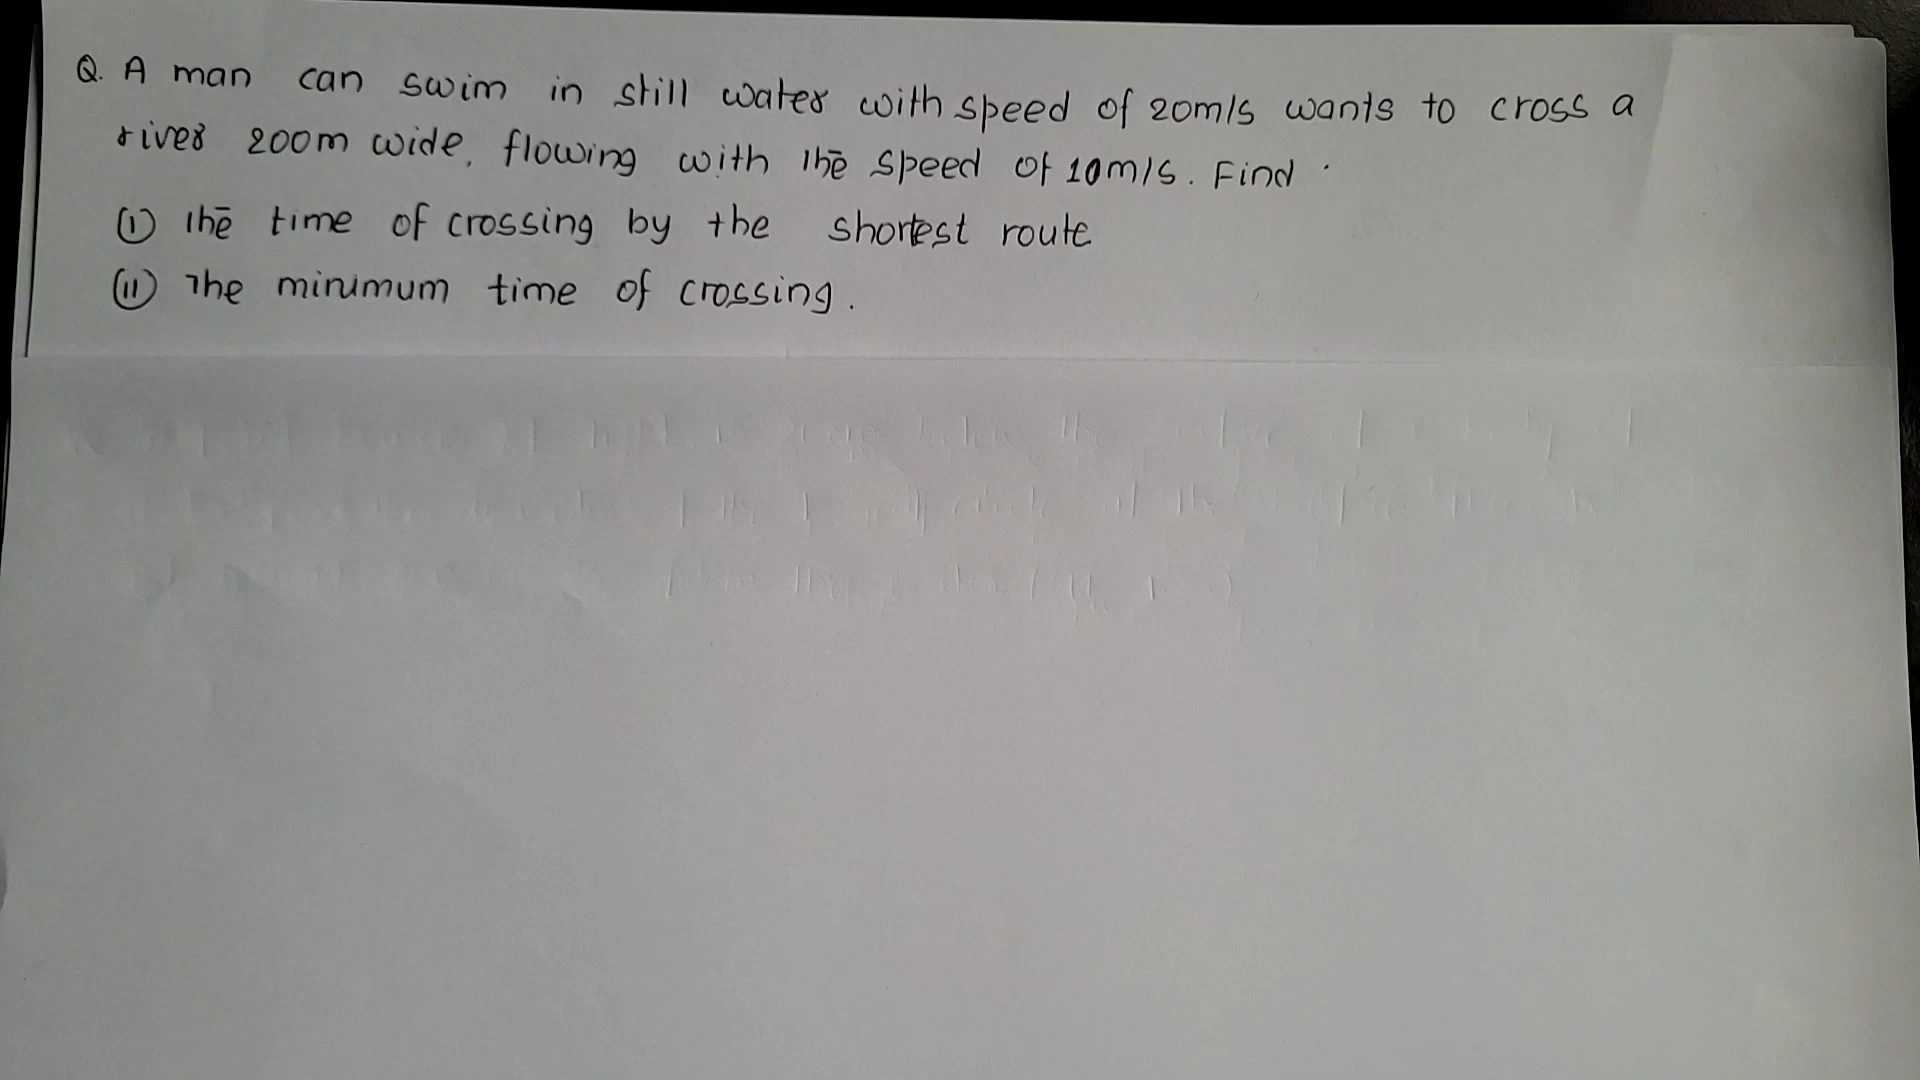 Q. A man can swim in still water with speed of 20m/s wants to cross a
river 200m wide, flowing with the speed of 10m/s. Find .
(i) The time of crossing by the shortest route
(ii) The minimum time of crossing.